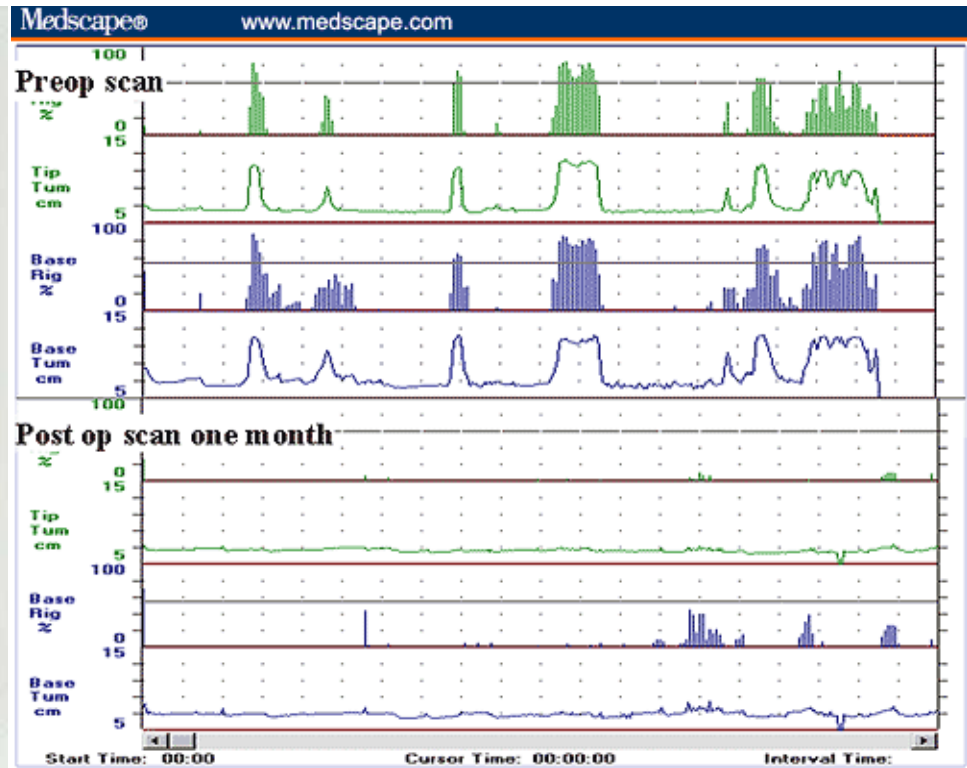 Medscape® www.medscape.com
100
Preop scan
%
0
15
Tip
Tum
cm
5
100
Base
Rig
%
0
15
Base
Tum
cm
5
100
Post op scan one month
%
0
15
Tip
Tum
cm
5
100
Base
Rig
%
0
15
Base
Tum
cm
5
Start Time: 00:00 Cursor Time: 00:00:00 Interval Time: